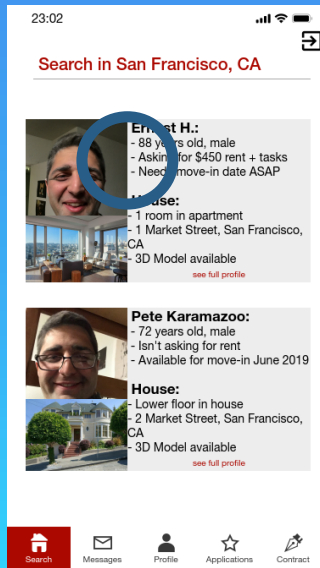 23:02
Search in San Francisco, CA
Ernest H.:
- 88 years old, male
- Asking for $450 rent + tasks
- Need move-in date ASAP
House:
- 1 room in apartment
- 1 Market Street, San Francisco,
CA
- 3D Model available
see full profile
Pete Karamazoo:
- 72 years old, male
- Isn't asking for rent
- Available for move-in June 2019
House:
- Lower floor in house
- 2 Market Street, San Francisco,
CA
- 3D Model available
see full profile
Search
Messages
Profile
Applications
Contract